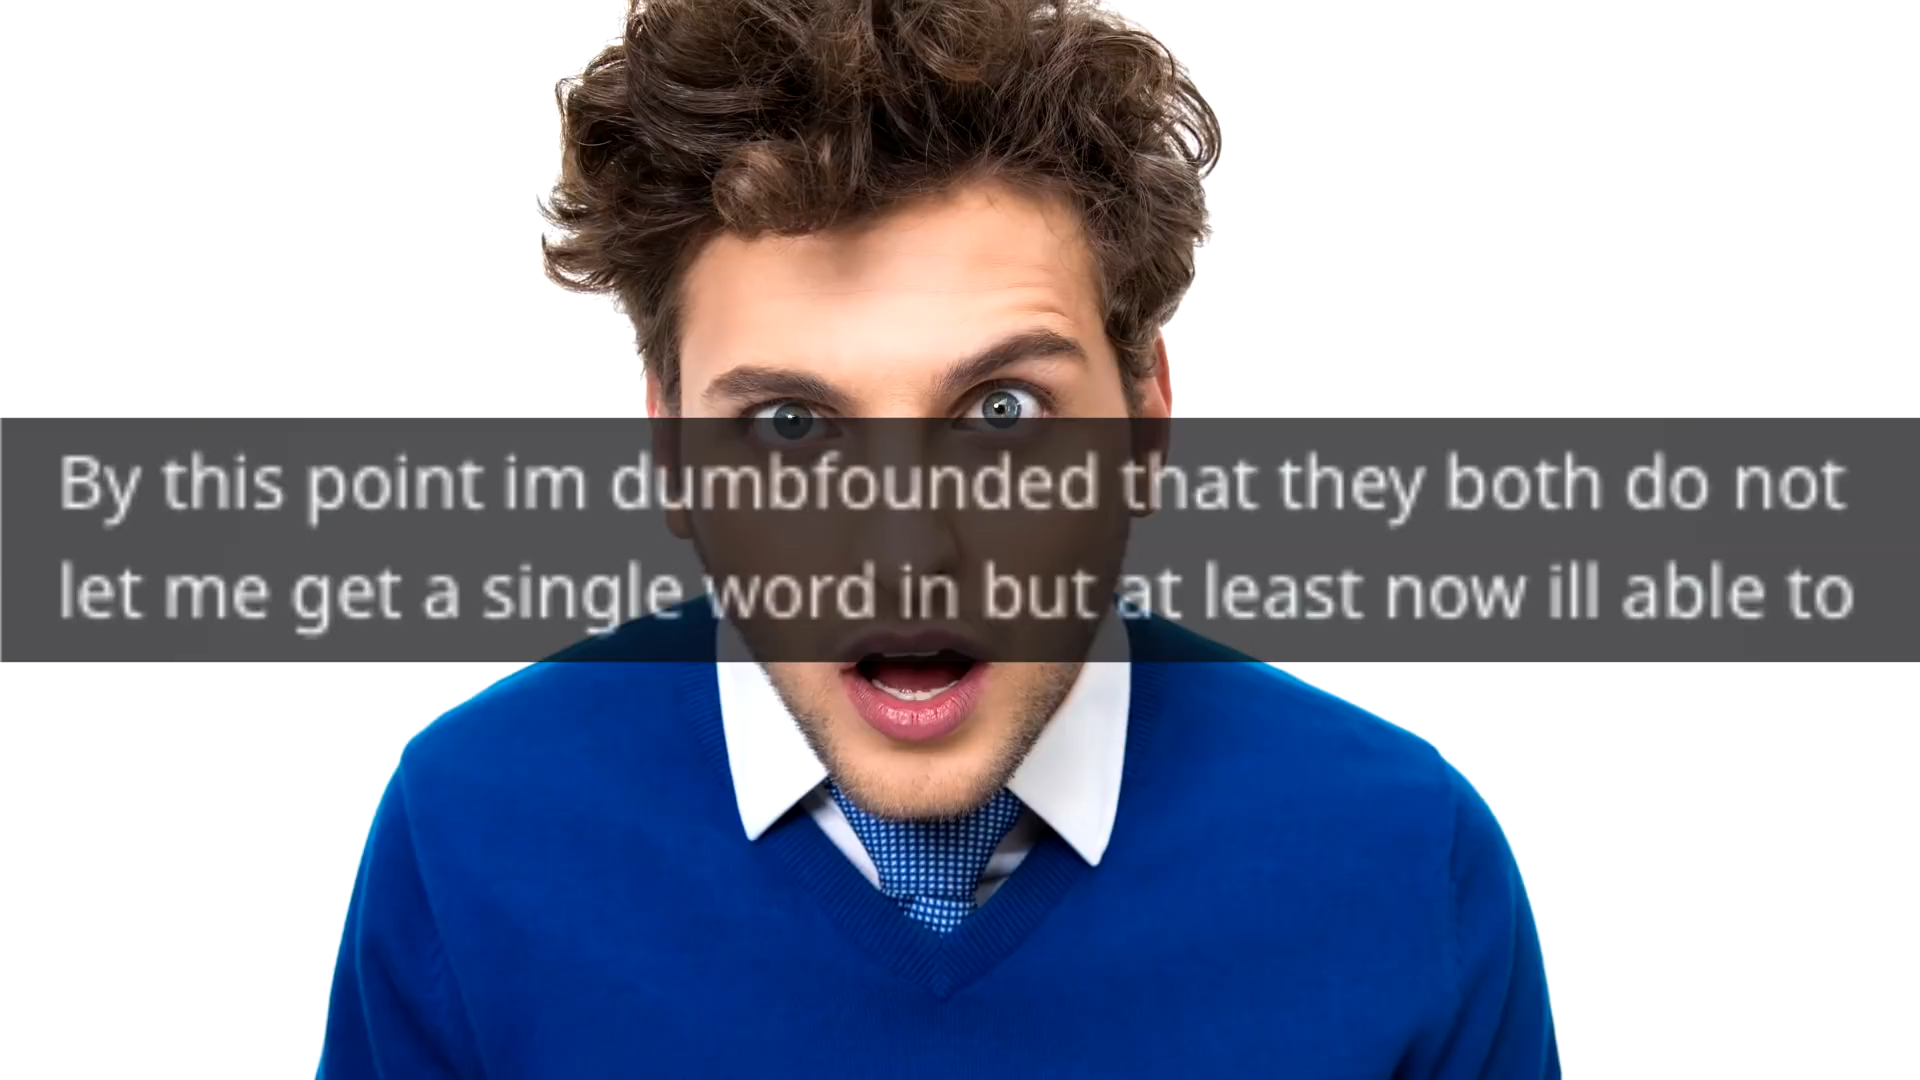 By this point im dumbfounded that they both do not
let me get a single word in but at least now ill able to